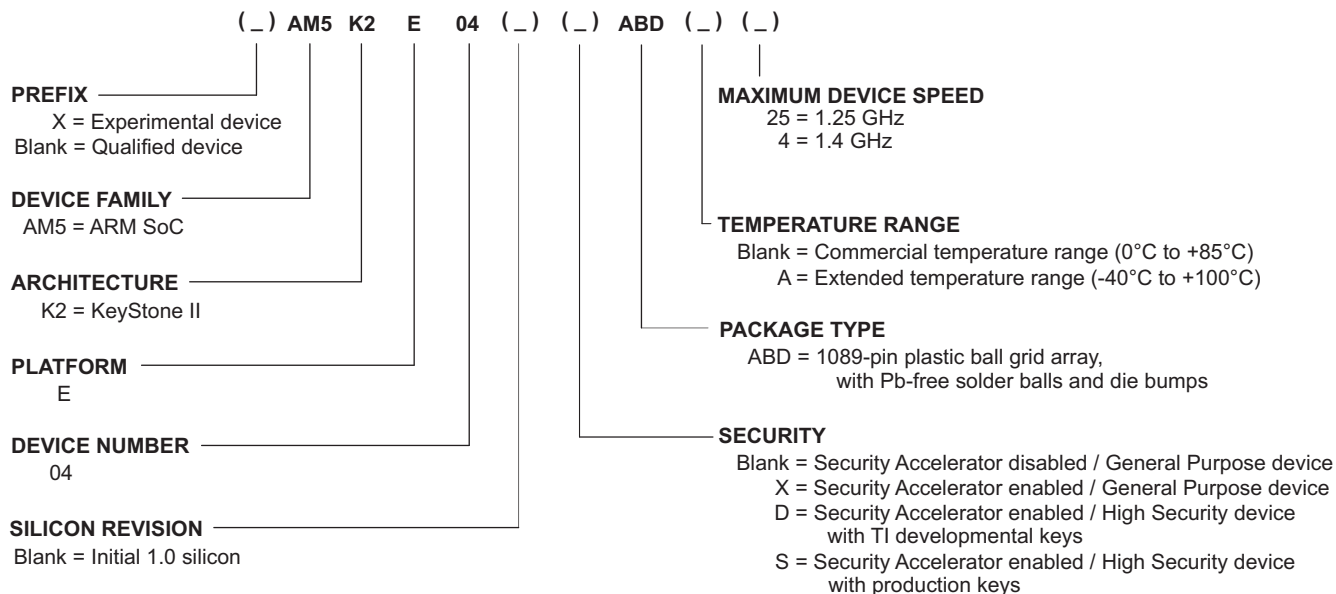 (_) AM5 K2 E 04 (_) (_) ABD (_) (_)
PREFIX
X = Experimental device
Blank = Qualified device
DEVICE FAMILY
AM5 = ARM SoC
ARCHITECTURE
K2 = KeyStone II
PLATFORM
E
DEVICE NUMBER
04
SILICON REVISION
Blank = Initial 1.0 silicon
MAXIMUM DEVICE SPEED
25 = 1.25 GHz
4 = 1.4 GHz
TEMPERATURE RANGE
Blank = Commercial temperature range (0°C to +85°C)
A = Extended temperature range (-40°C to +100°C)
PACKAGE TYPE
ABD = 1089-pin plastic ball grid array,
with Pb-free solder balls and die bumps
SECURITY
Blank = Security Accelerator disabled / General Purpose device
X = Security Accelerator enabled / General Purpose device
D = Security Accelerator enabled / High Security device
with TI developmental keys
S = Security Accelerator enabled / High Security device
with production keys